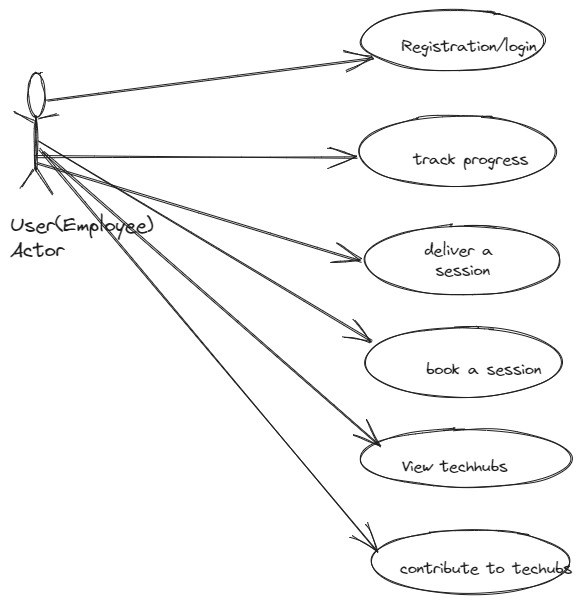 Registration/login
track progress
User(Employee)
Actor
deliver a
session
book a session
View techhubs
contribute to techubs